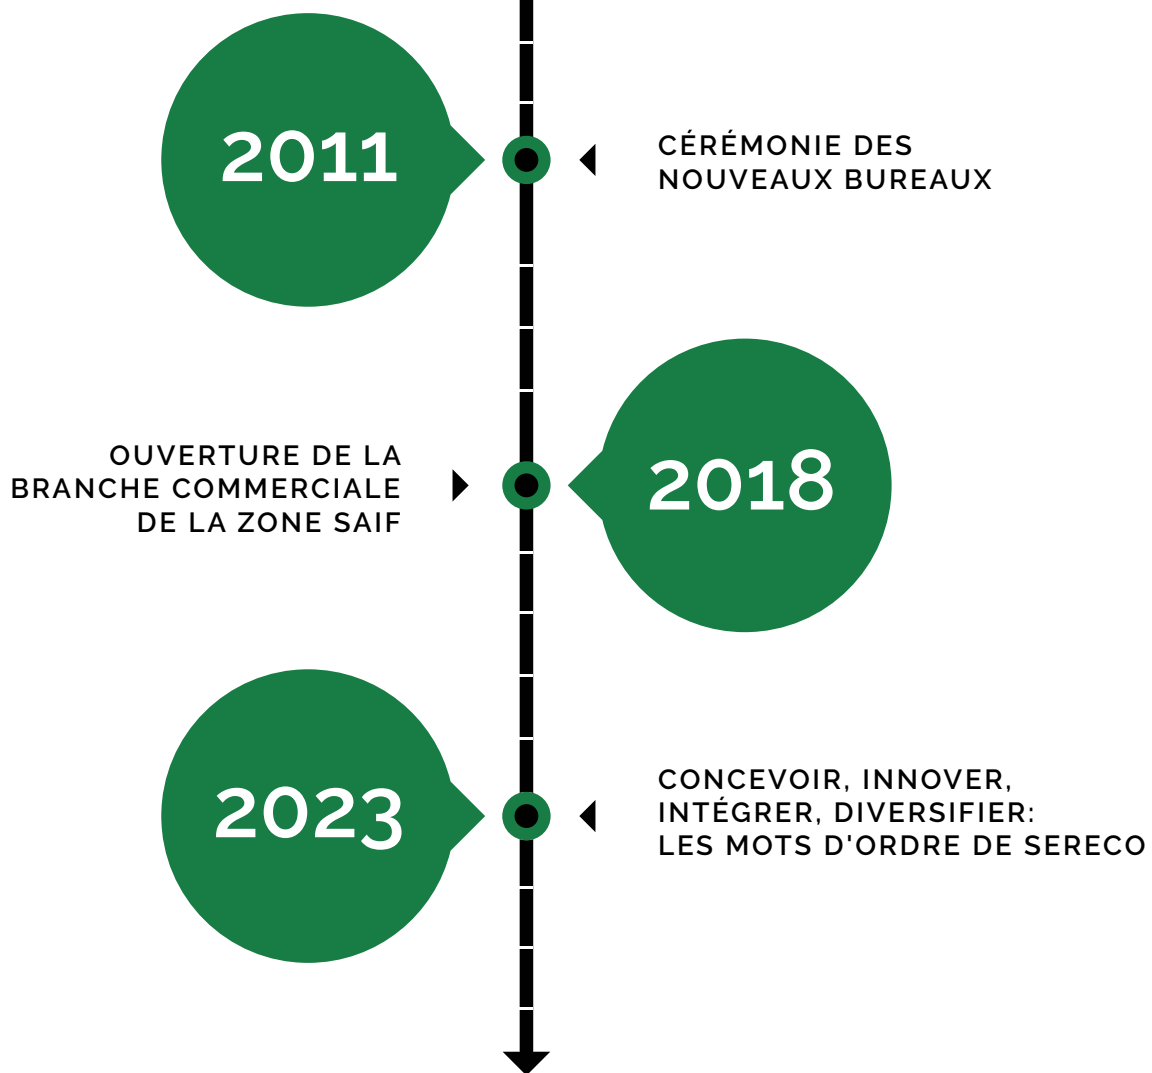 2011
CÉRÉMONIE DES
NOUVEAUX BUREAUX
OUVERTURE DE LA
BRANCHE COMMERCIALE
DE LA ZONE SAIF
2018
2023
CONCEVOIR, INNOVER,
INTÉGRER, DIVERSIFIER:
LES MOTS D'ORDRE DE SERECO